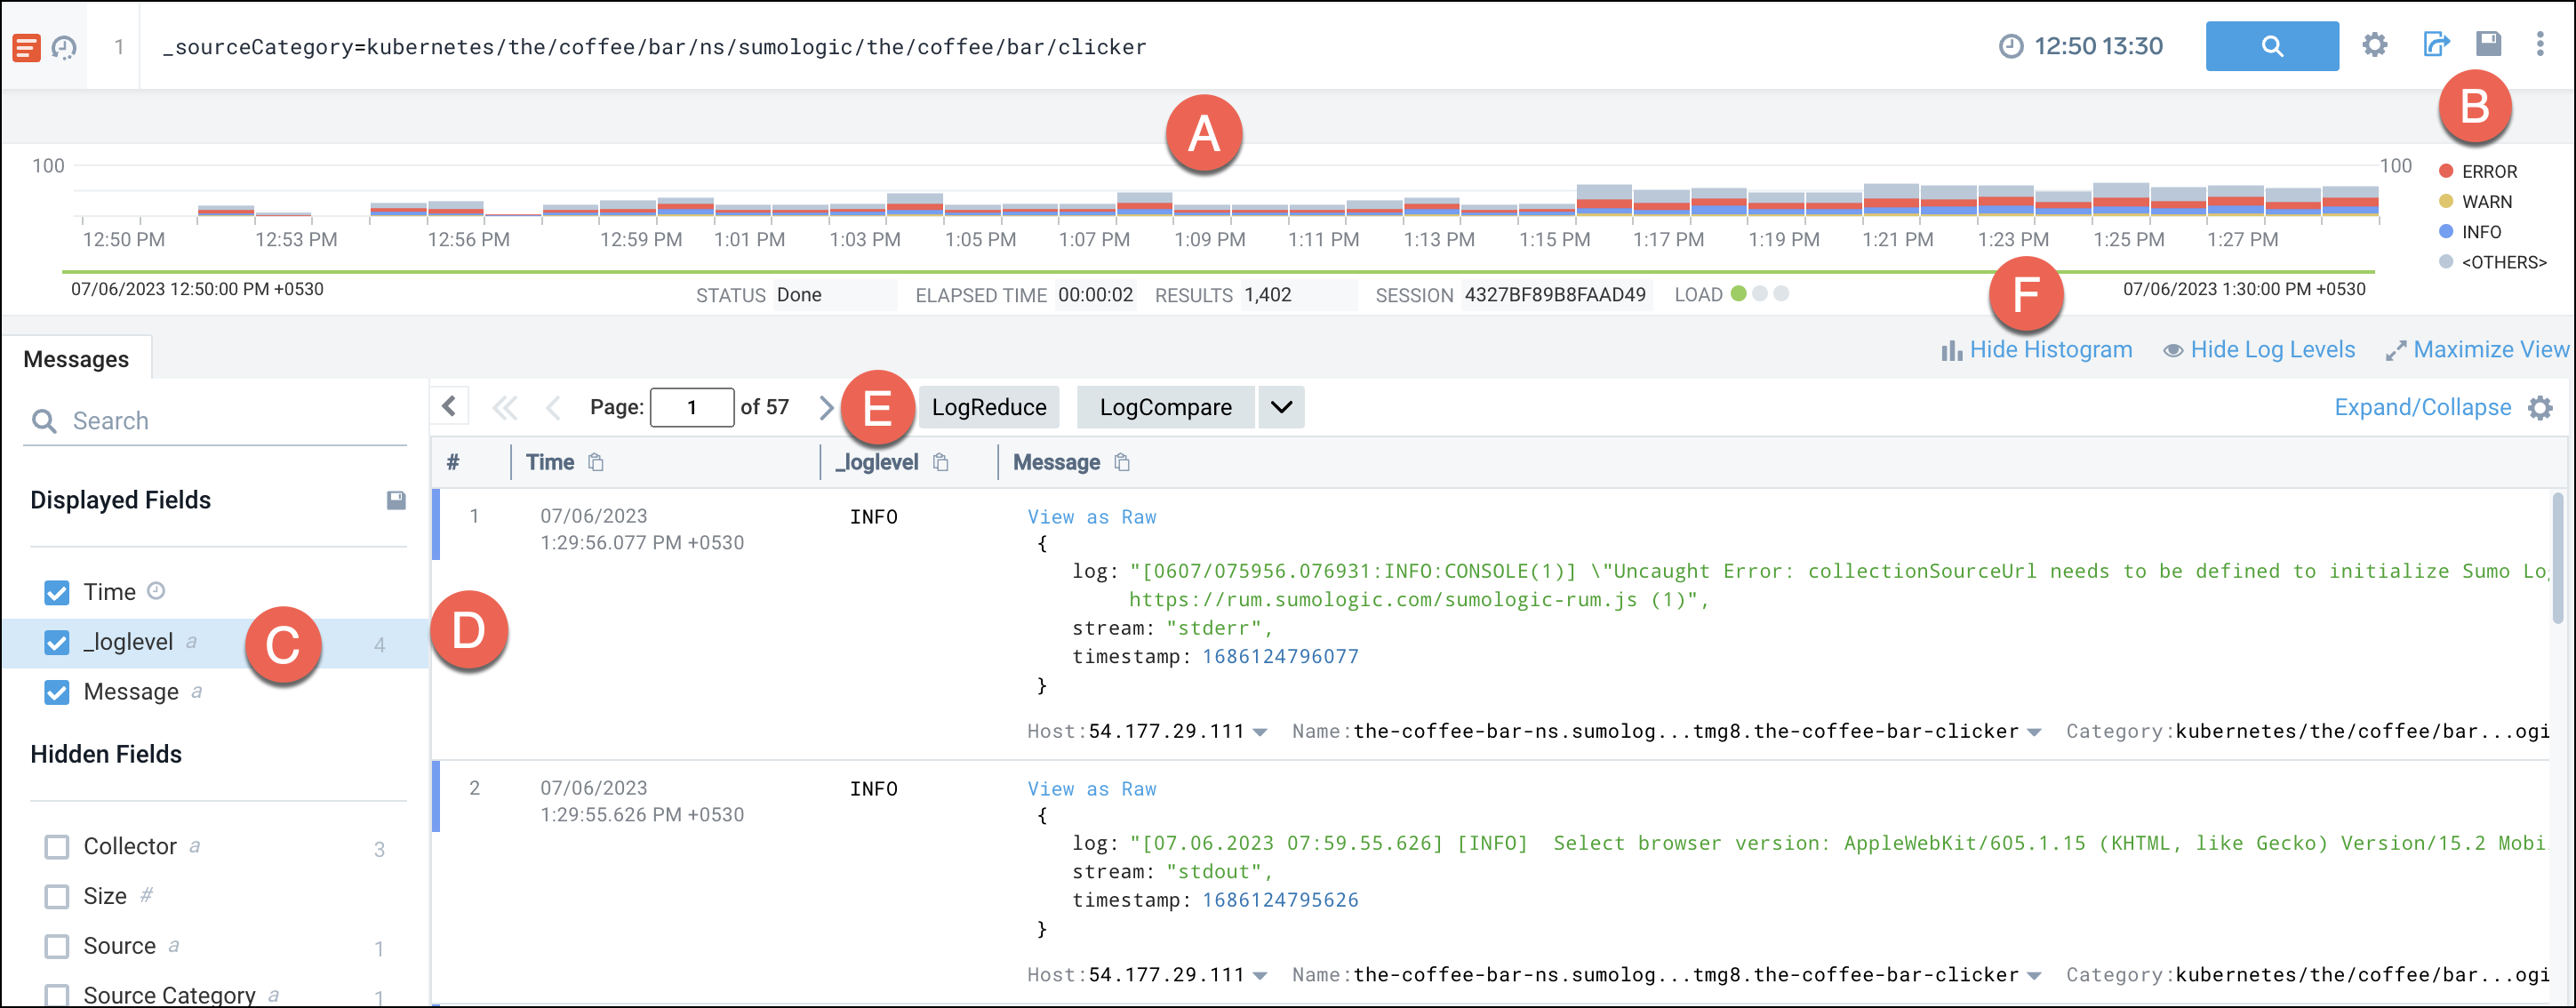 1 _sourceCategory=kubernetes/the/coffee/bar/ns/sumologic/the/coffee/bar/clicker 12:50 13:30
A
B
100
100
ERROR
WARN
INFO
<OTHERS>
12:50 PM 12:53 PM 12:56 PM 12:59 PM 1:01 PM 1:03 PM 1:05 PM 1:07 PM 1:09 PM 1:11 PM 1:13 PM 1:15 PM 1:17 PM 1:19 PM 1:21 PM 1:23 PM 1:25 PM 1:27 PM
07/06/2023 12:50:00 PM +0530 STATUS Done ELAPSED TIME 00:00:02 RESULTS 1,402 SESSION 4327BF89B8FAAD49 LOAD F 07/06/2023 1:30:00 PM +0530
Messages Hide Histogram Hide Log Levels Maximize View
Search
Displayed Fields
Time
_loglevel a C 4
Message a
Hidden Fields
Collector a 3
Size #
Source a 1
Source Category a 1
D
Page: 1 of 57 E LogReduce LogCompare Expand/Collapse
# Time _loglevel Message
1 07/06/2023 INFO View as Raw
1:29:56.077 PM +0530 {
log: "[0607/075956.076931:INFO:CONSOLE(1)] \"Uncaught Error: collectionSourceUrl needs to be defined to initialize Sumo Lo
https://rum.sumologic.com/sumologic-rum.js (1)",
stream: "stderr",
timestamp: 1686124796077
}
Host:54.177.29.111 Name:the-coffee-bar-ns.sumolog...tmg8.the-coffee-bar-clicker Category:kubernetes/the/coffee/bar...ogi
2 07/06/2023 INFO View as Raw
1:29:55.626 PM +0530 {
log: "[07.06.2023 07:59.55.626] [INFO] Select browser version: AppleWebKit/605.1.15 (KHTML, like Gecko) Version/15.2 Mobi
stream: "stdout",
timestamp: 1686124795626
}
Host:54.177.29.111 Name:the-coffee-bar-ns.sumolog...tmg8.the-coffee-bar-clicker Category:kubernetes/the/coffee/bar...ogi